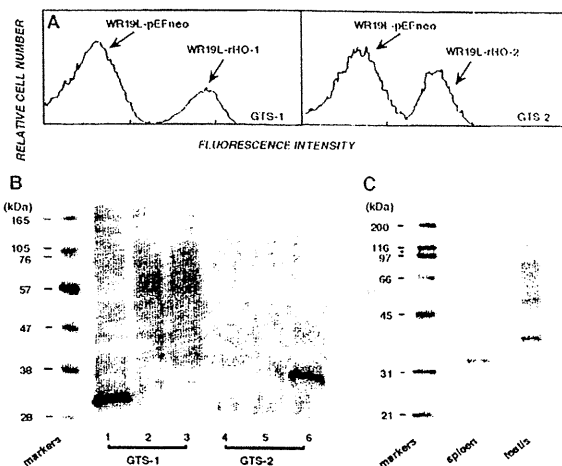 A
RELATIVE CELL NUMBER
WR19L-pEFneo
WR19L-rHO-1
GTS-1
WR19L-pEFneo
WR19L-rHO-2
GTS 2
FLUORESCENCE INTENSITY
B
(kDa)
165
105
76
57
47
38
28
markers
1 2 3 4 5 6
GTS-1 GTS-2
C
(kDa)
200
116
97
66
45
31
21
markers
spleen
testis